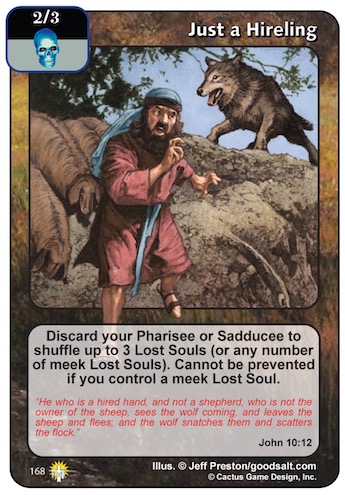 2/3
Just a Hireling
Discard your Pharisee or Sadducee to
shuffle up to 3 Lost Souls (or any number
of meek Lost Souls). Cannot be prevented
if you control a meek Lost Soul.
"He who is a hired hand, and not a shepherd, who is not the
owner of the sheep, sees the wolf coming, and leaves the
sheep and flees; and the wolf snatches them and scatters
the flock."
John 10:12
168
Illus. © Jeff Preston/goodsalt.com
© Cactus Game Design, Inc.